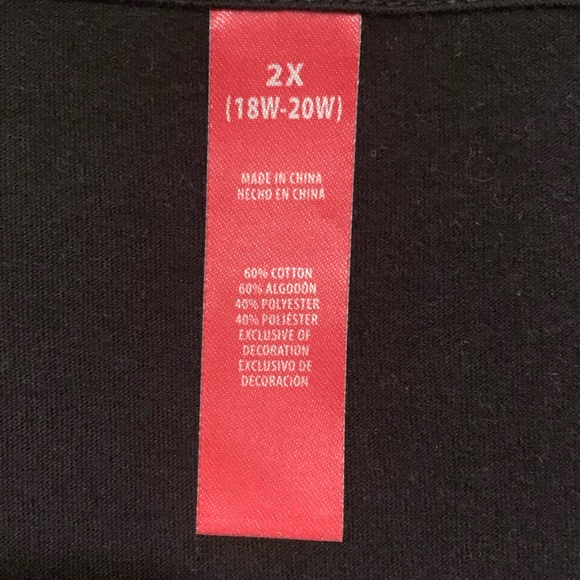 2X
(18W-20W)
MADE IN CHINA
HECHO EN CHINA
60% COTTON
60% ALGODÓN
40% POLYESTER
40% POLIÉSTER
EXCLUSIVE OF
DECORATION
EXCLUSIVO DE
DECORACIÓN